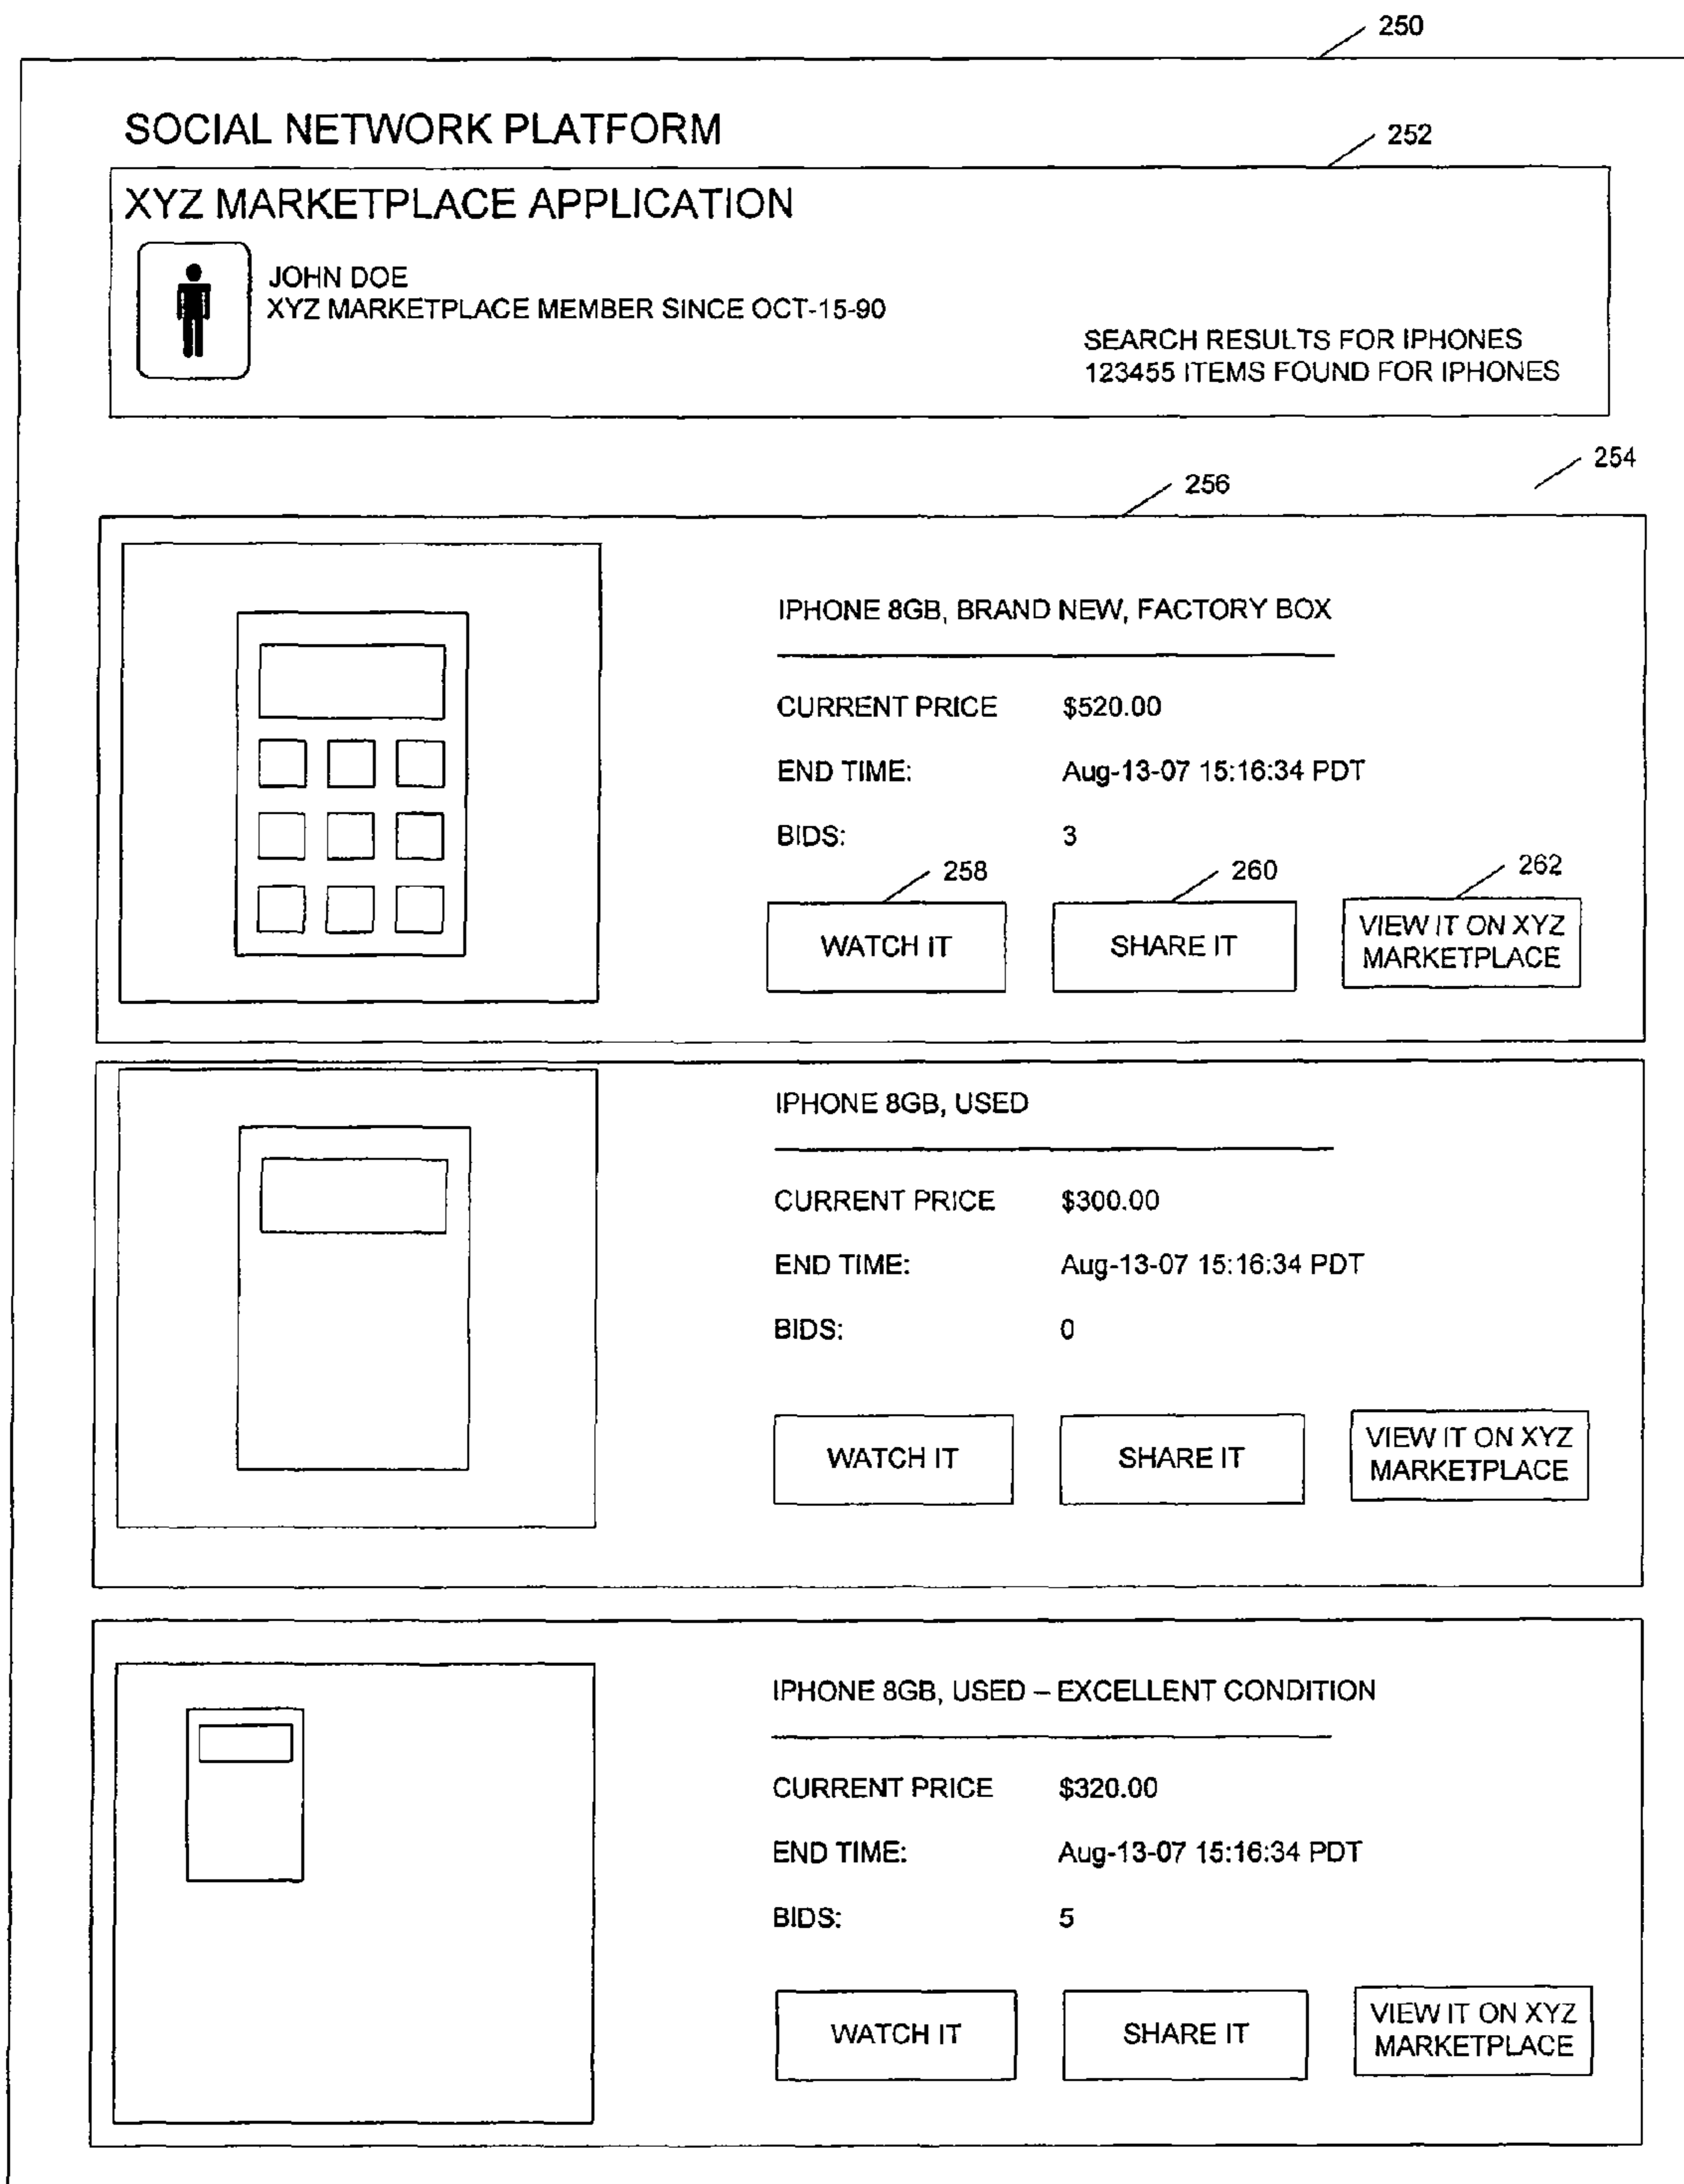 250
SOCIAL NETWORK PLATFORM
252
XYZ MARKETPLACE APPLICATION
JOHN DOE
XYZ MARKETPLACE MEMBER SINCE OCT-15-90
SEARCH RESULTS FOR IPHONES
123455 ITEMS FOUND FOR IPHONES
254
256
IPHONE 8GB, BRAND NEW, FACTORY BOX
CURRENT PRICE $520.00
END TIME: Aug-13-07 15:16:34 PDT
BIDS: 3
258 260 262
WATCH IT
SHARE IT
VIEW IT ON XYZ
MARKETPLACE
IPHONE 8GB, USED
CURRENT PRICE $300.00
END TIME: Aug-13-07 15:16:34 PDT
BIDS: 0
WATCH IT
SHARE IT
VIEW IT ON XYZ
MARKETPLACE
IPHONE 8GB, USED – EXCELLENT CONDITION
CURRENT PRICE $320.00
END TIME: Aug-13-07 15:16:34 PDT
BIDS: 5
WATCH IT
SHARE IT
VIEW IT ON XYZ
MARKETPLACE